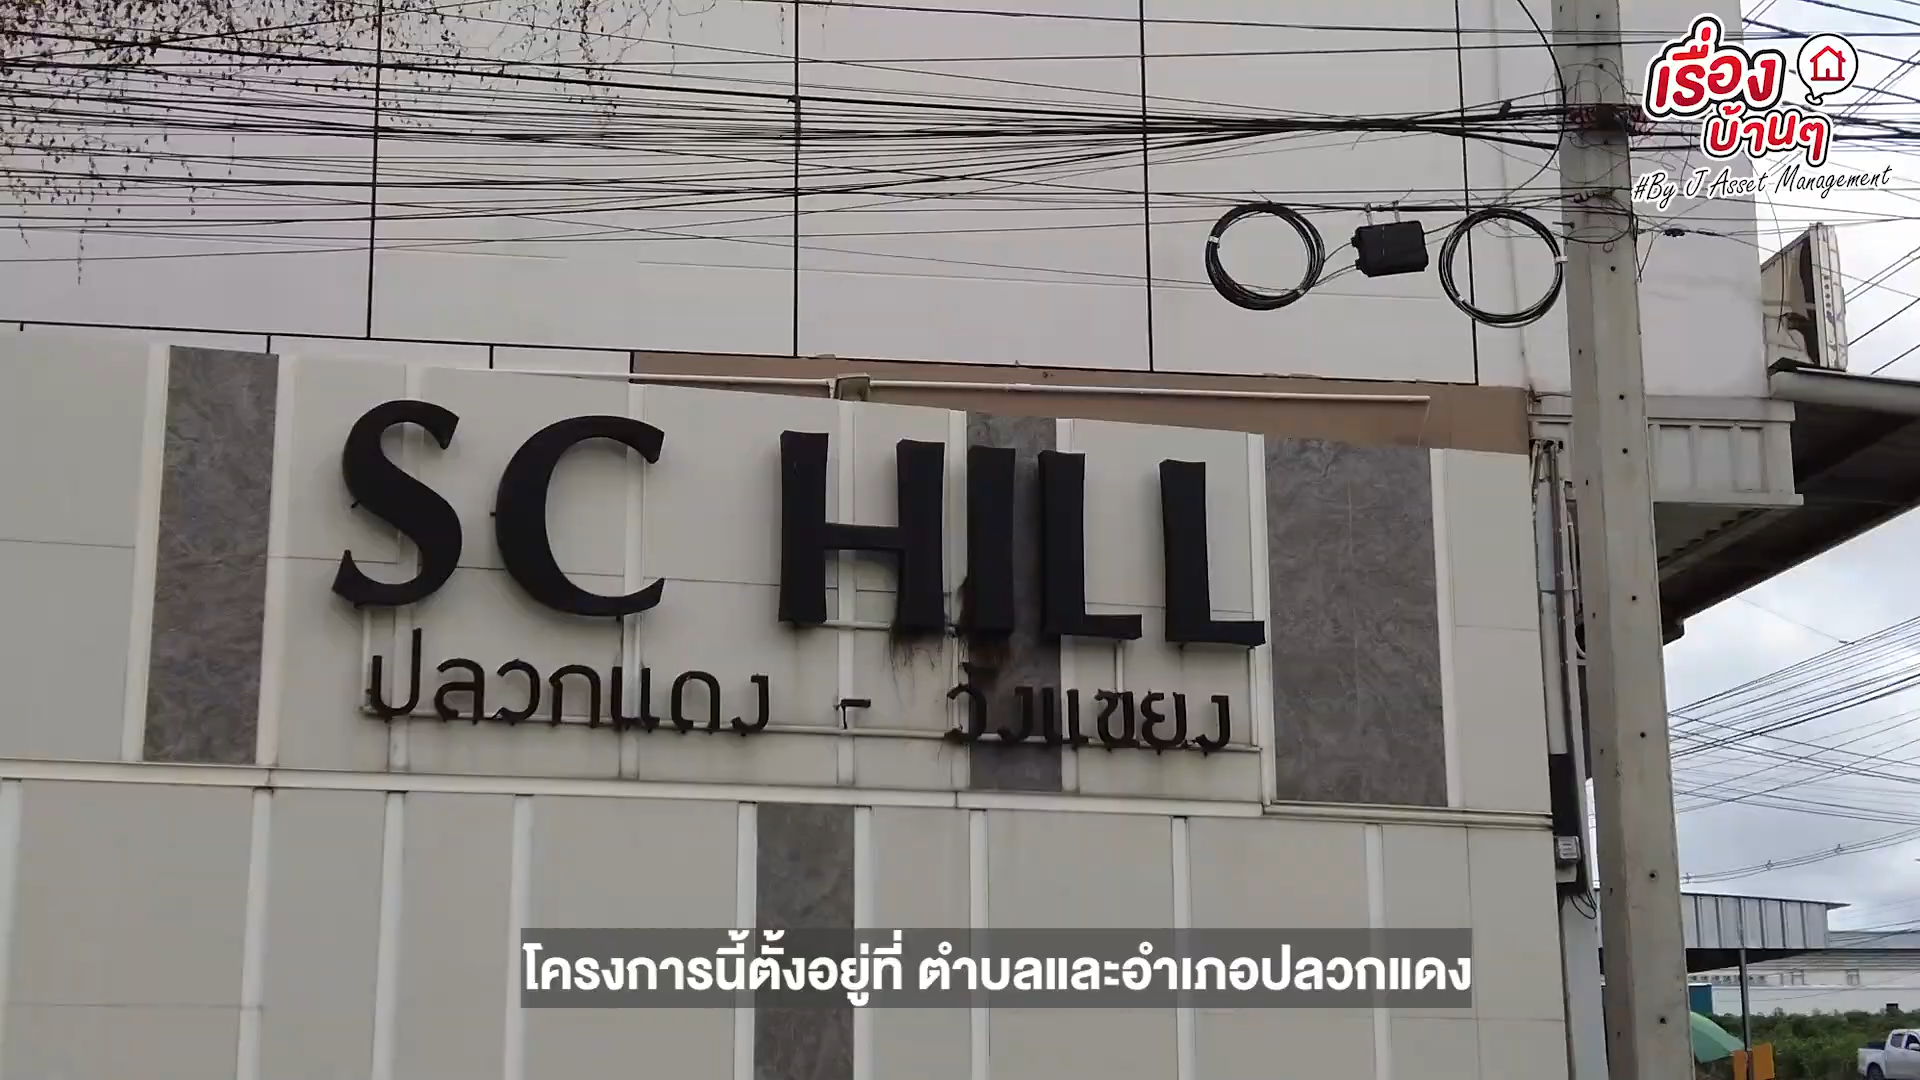 เรื่อง
บ้านๆ
#By J Asset Management
SC HILL
ปลวกแดง - วังแขยง
โครงการนี้ตั้งอยู่ที่ ตำบลและอำเภอปลวกแดง